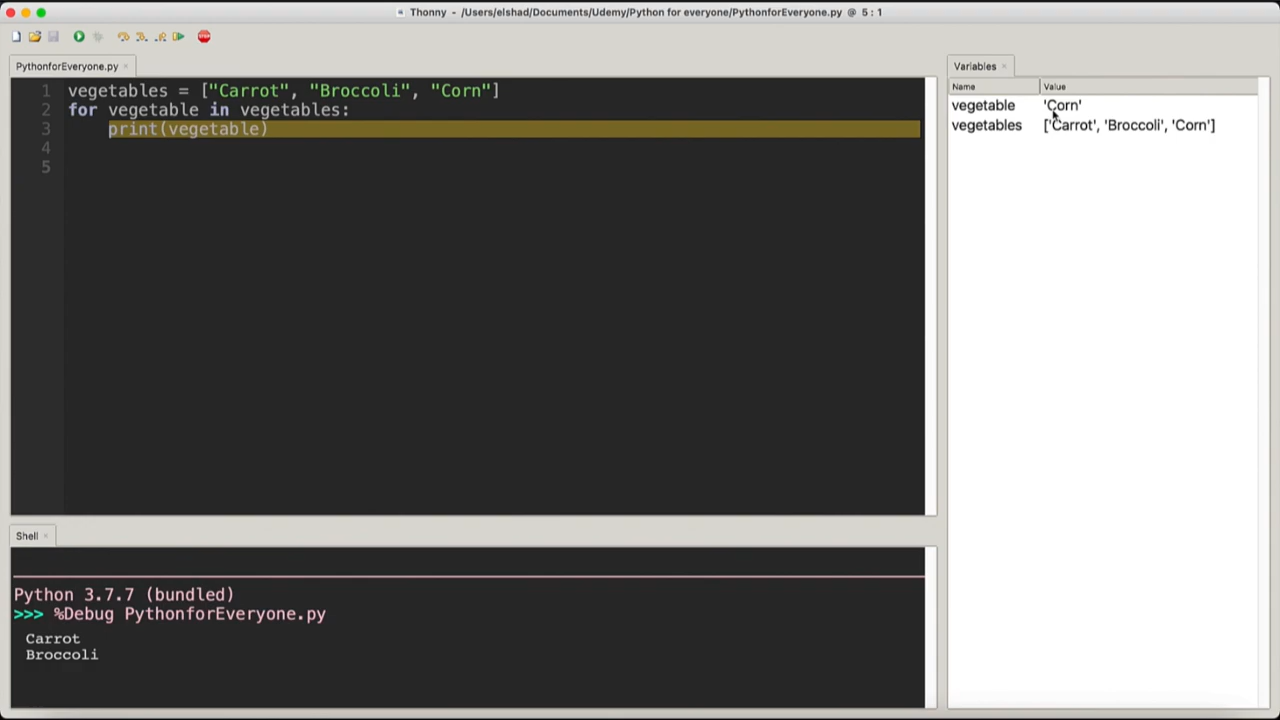 Thonny - /Users/elshad/Documents/Udemy/Python for everyone/PythonforEveryone.py @ 5 : 1
STOP
PythonforEveryone.py ×
1 vegetables = ["Carrot", "Broccoli", "Corn"]
2 for vegetable in vegetables:
3     print(vegetable)
4
5
Variables ×
Name Value
vegetable 'Corn'
vegetables ['Carrot', 'Broccoli', 'Corn']
Shell ×
Python 3.7.7 (bundled)
>>> %Debug PythonforEveryone.py
Carrot
Broccoli